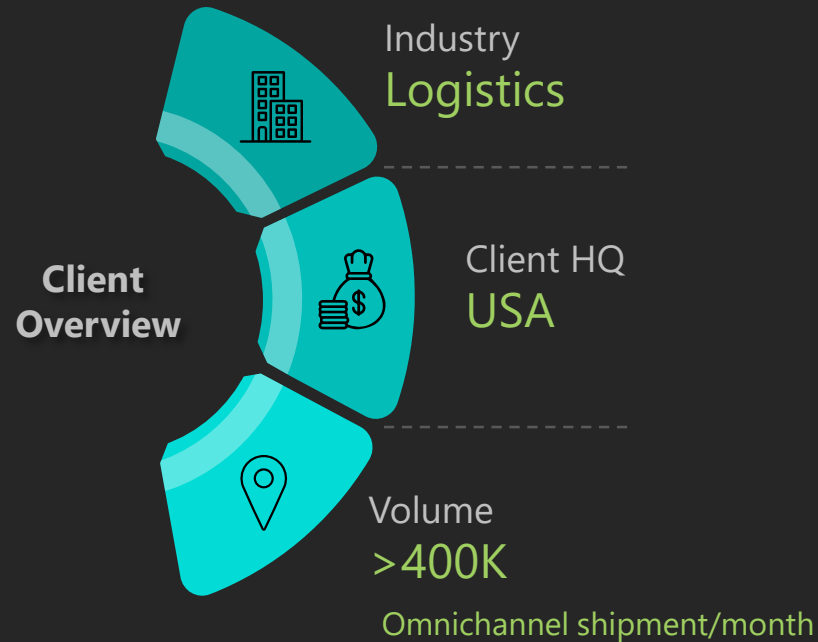 Industry
Logistics
Client
Overview
Client HQ
USA
$
Volume
>400K
Omnichannel shipment/month